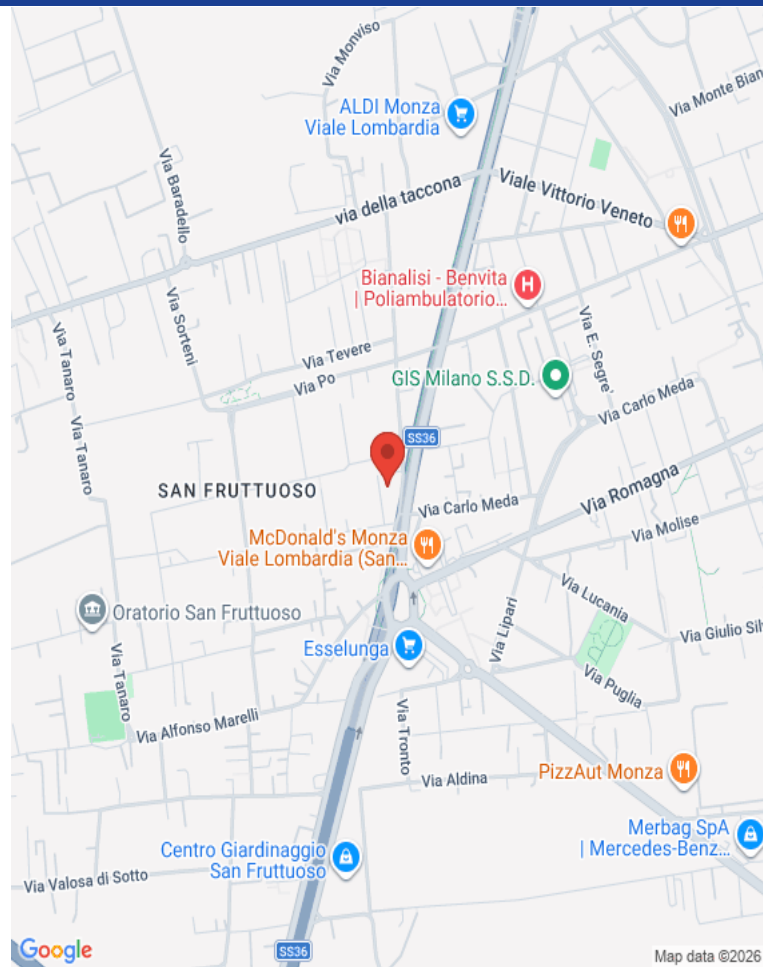 Via Monviso
ALDI Monza
Viale Lombardia
Via Monte Bian
Via Baradello
via della taccona
Viale Vittorio Veneto
Bianalisi - Benvita
| Poliambulatorio...
Via Sorteni
Via Tanaro
Via Tevere
Via E. Segre'
Via Po
GIS Milano S.S.D.
Via Carlo Meda
Via Tanaro
SS36
SAN FRUTTUOSO
Via Romagna
Via Carlo Meda
McDonald's Monza
Viale Lombardia (San...
Via Molise
Via Lucania
Oratorio San Fruttuoso
Via Lipari
Via Giulio Silv
Esselunga
Via Tanaro
Via Puglia
Via Alfonso Marelli
Via Tronto
Via Aldina
PizzAut Monza
Merbag SpA
| Mercedes-Benz...
Centro Giardinaggio
San Fruttuoso
Via Valosa di Sotto
Google
SS36
Map data ©2026